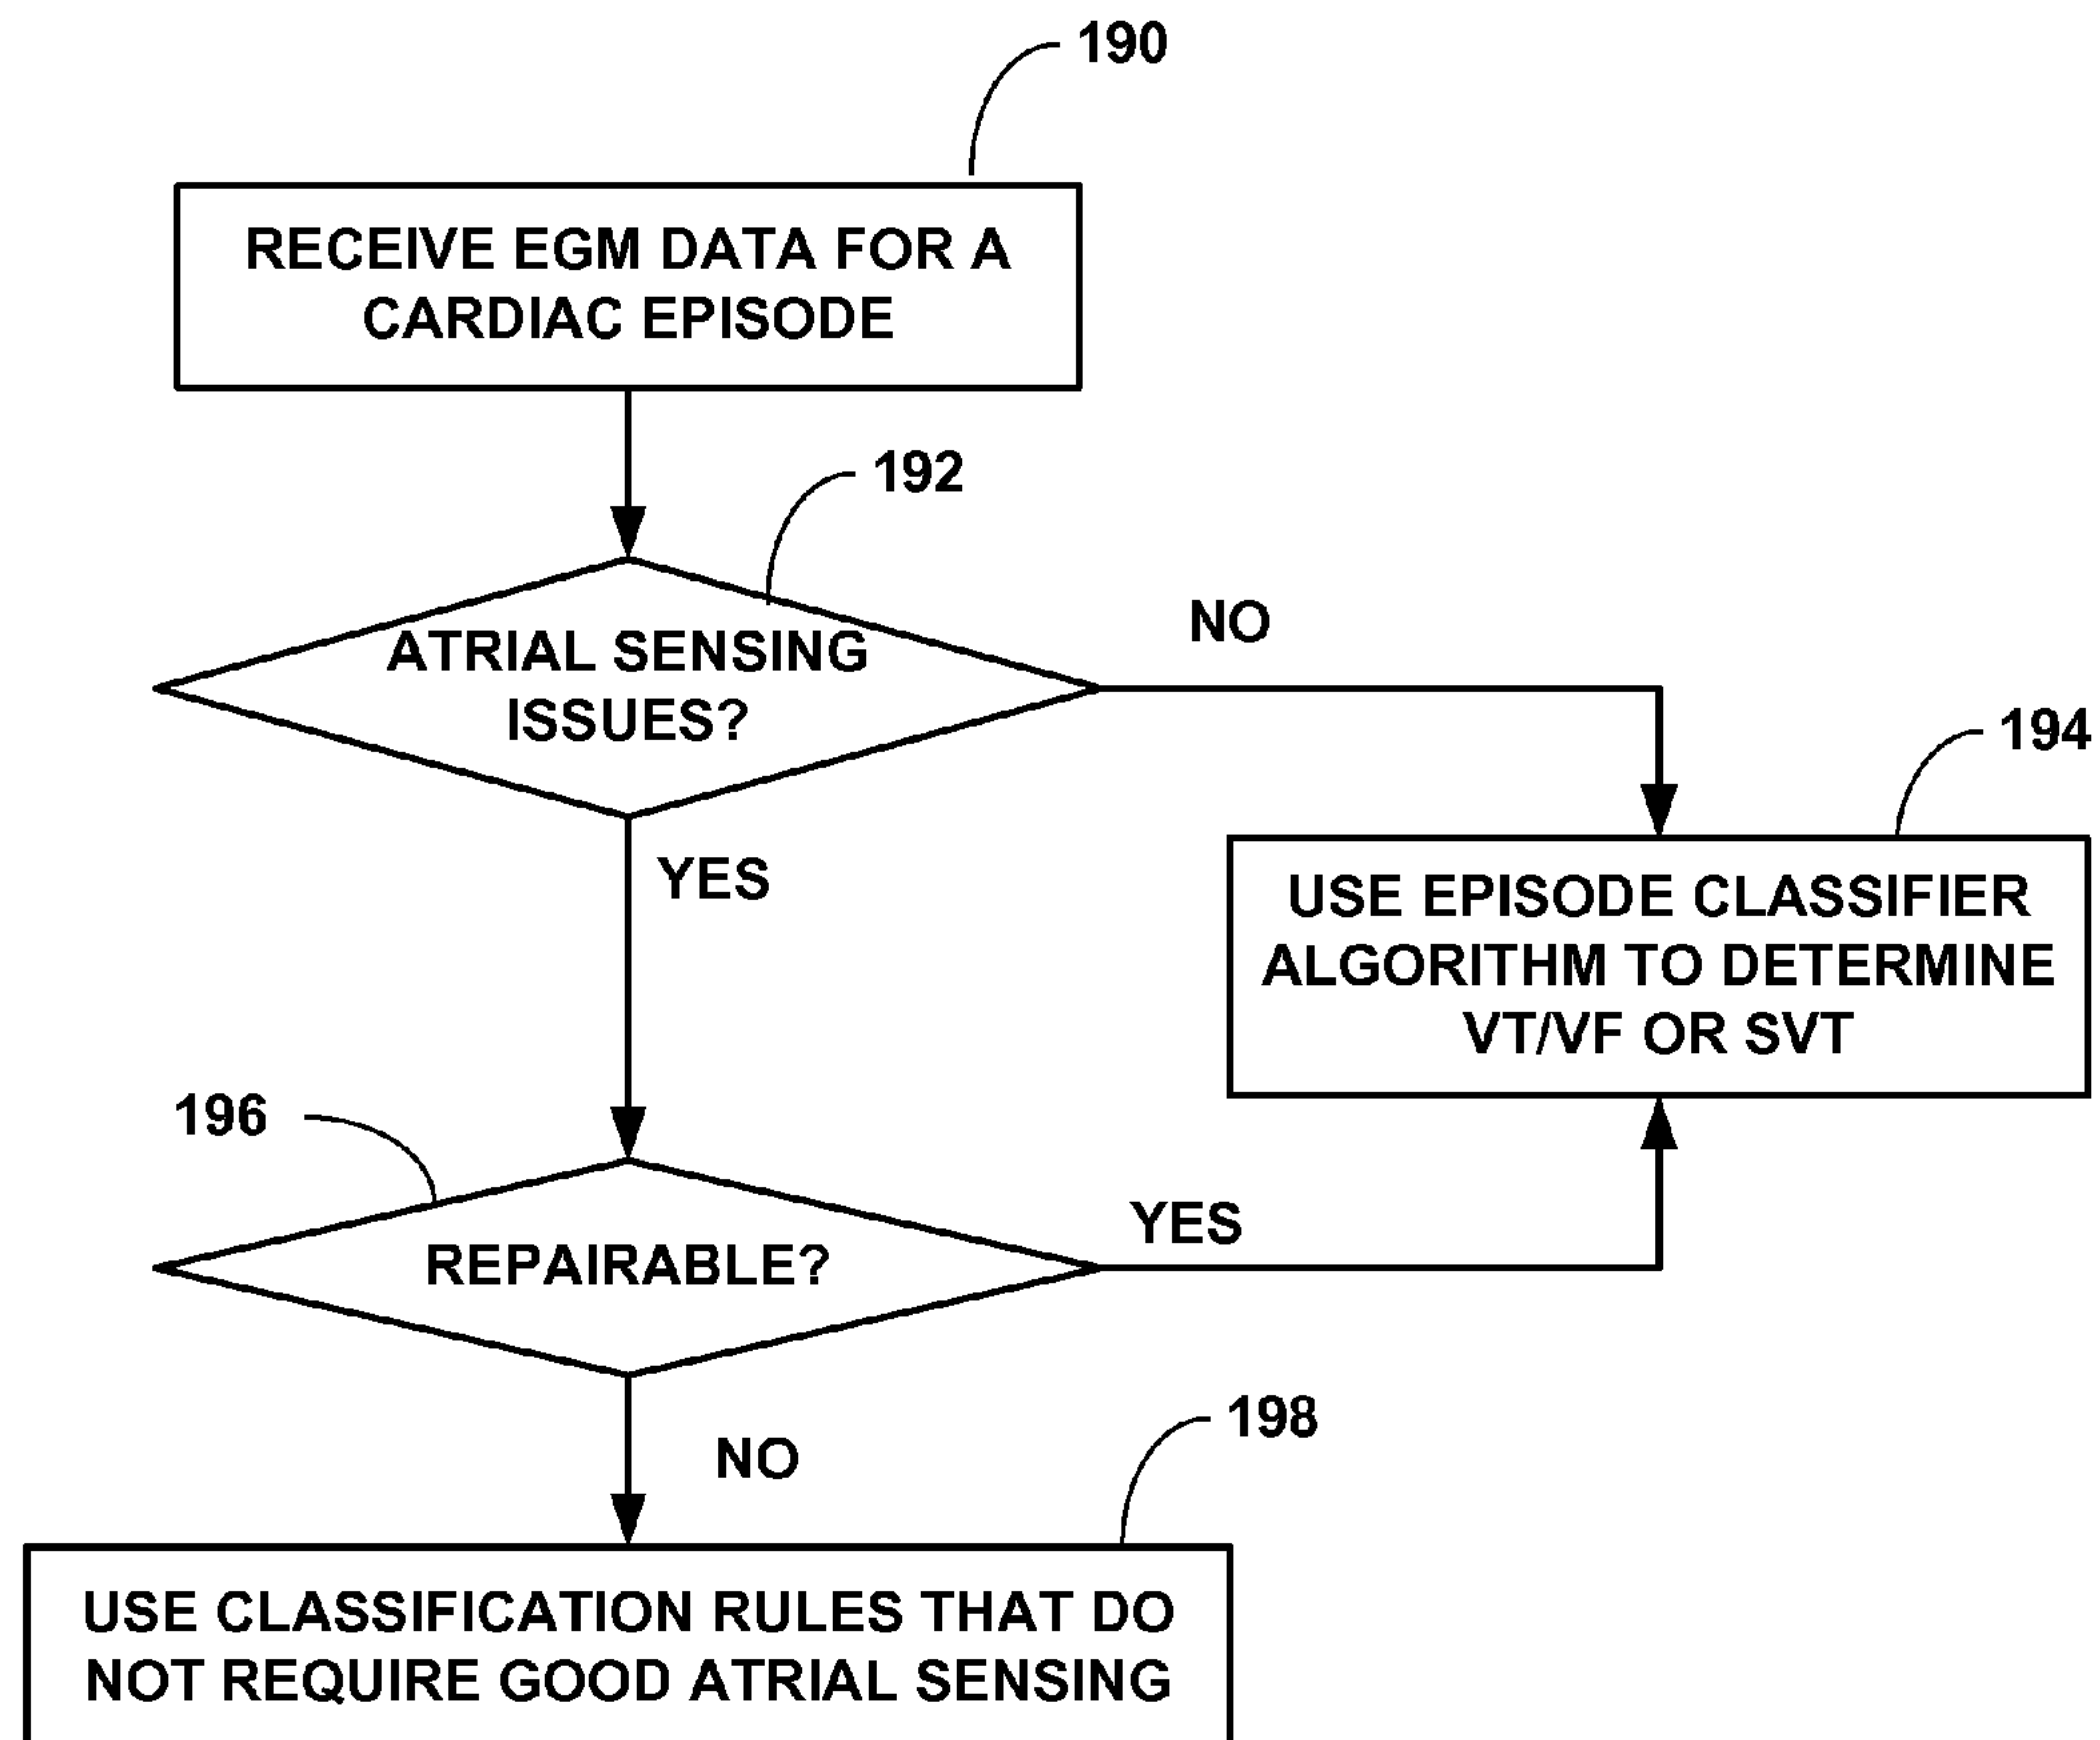 190
RECEIVE EGM DATA FOR A
CARDIAC EPISODE
192
ATRIAL SENSING
ISSUES?
NO
194
YES
USE EPISODE CLASSIFIER
ALGORITHM TO DETERMINE
VT/VF OR SVT
196
REPAIRABLE?
YES
NO
198
USE CLASSIFICATION RULES THAT DO
NOT REQUIRE GOOD ATRIAL SENSING